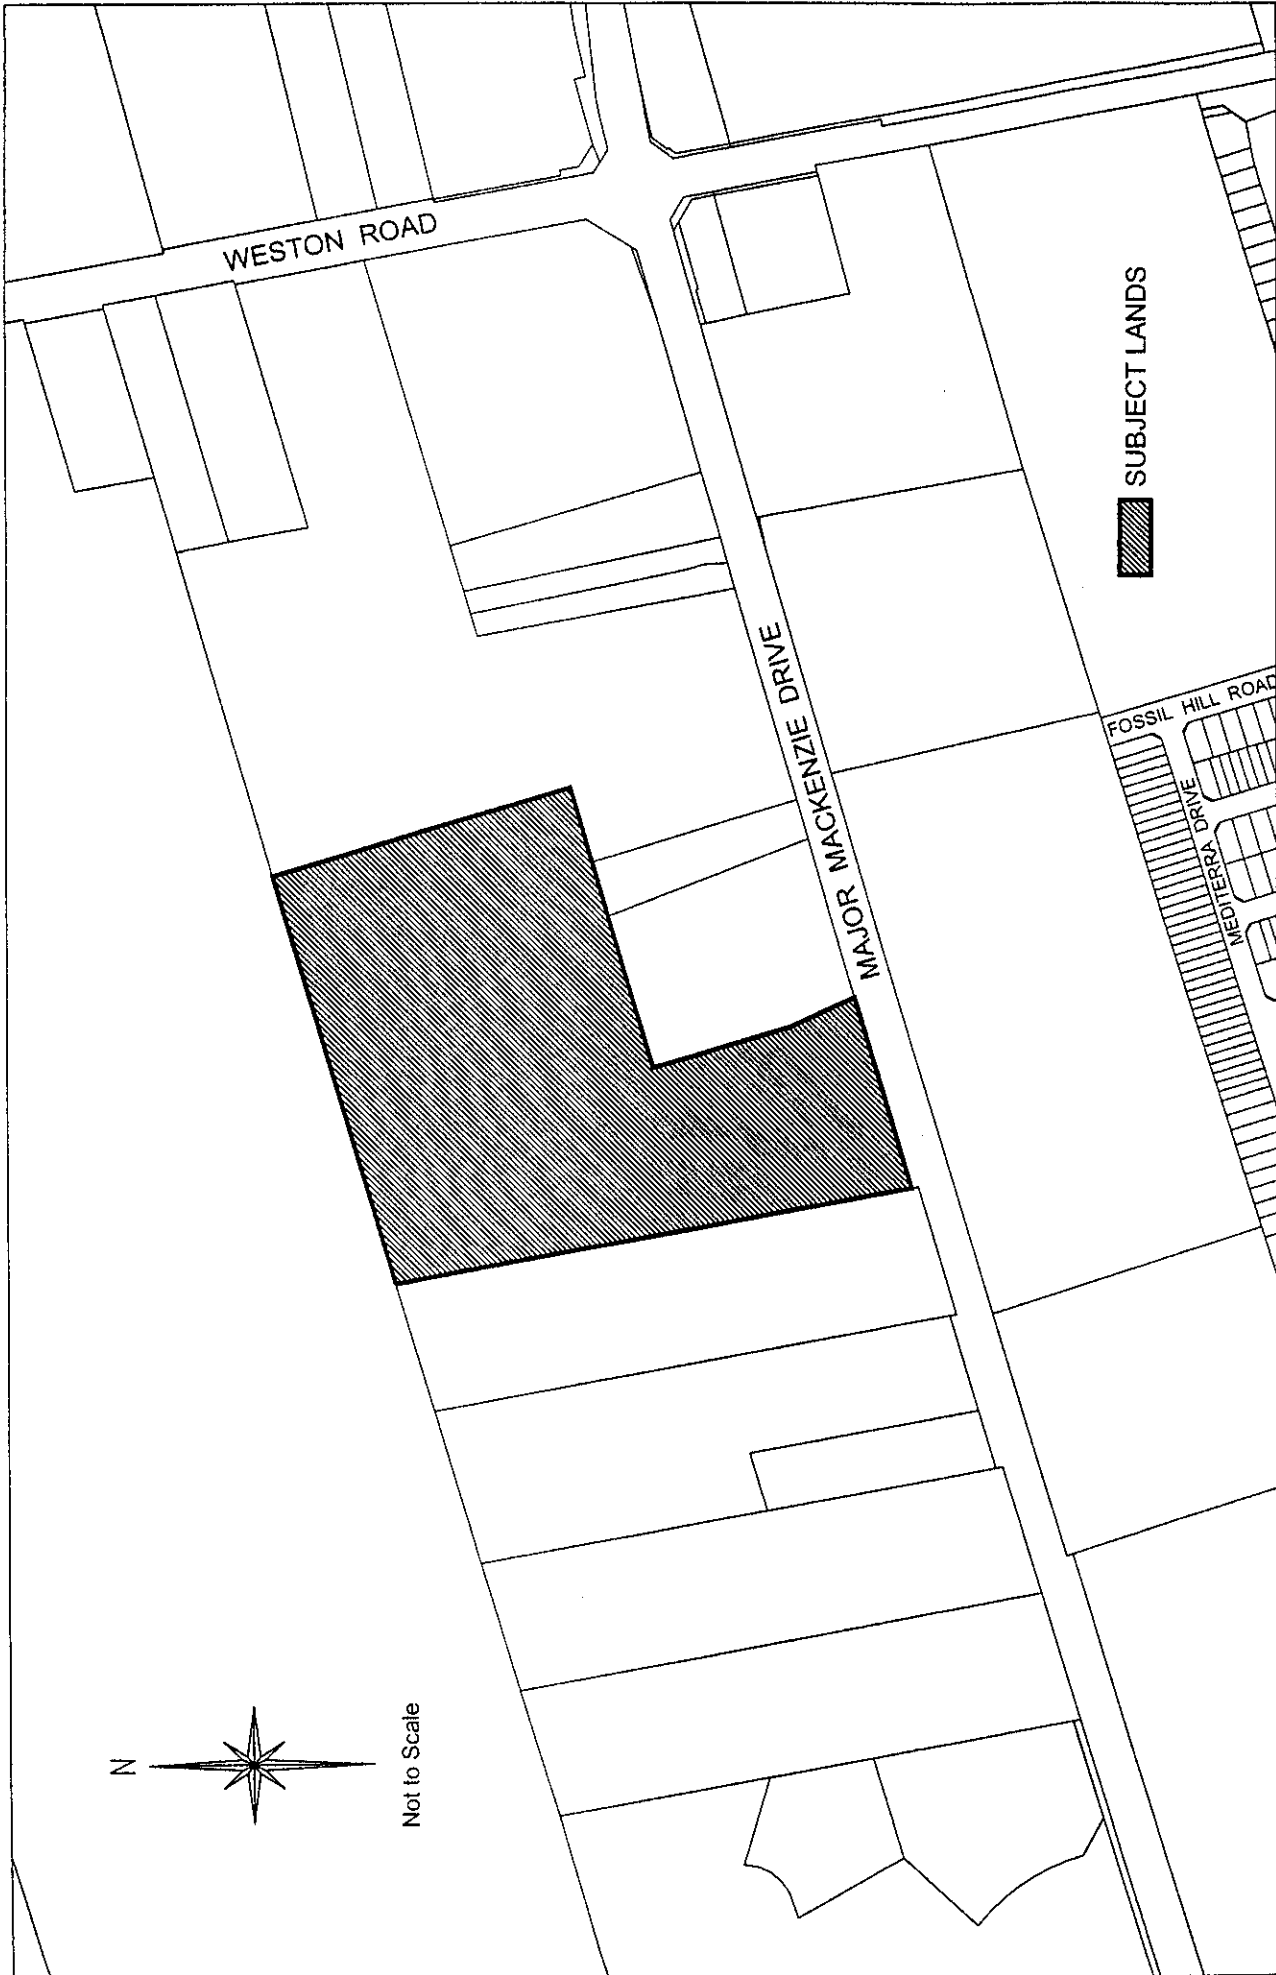 N
Not to Scale
WESTON ROAD
MAJOR MACKENZIE DRIVE
SUBJECT LANDS
FOSSIL HILL ROAD
MEDITERRA DRIVE